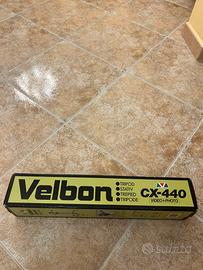 Velbon
TRIPOD
STATIV
TREPIED
TRIPODE
CX-440
VIDEO+PHOTO
subito